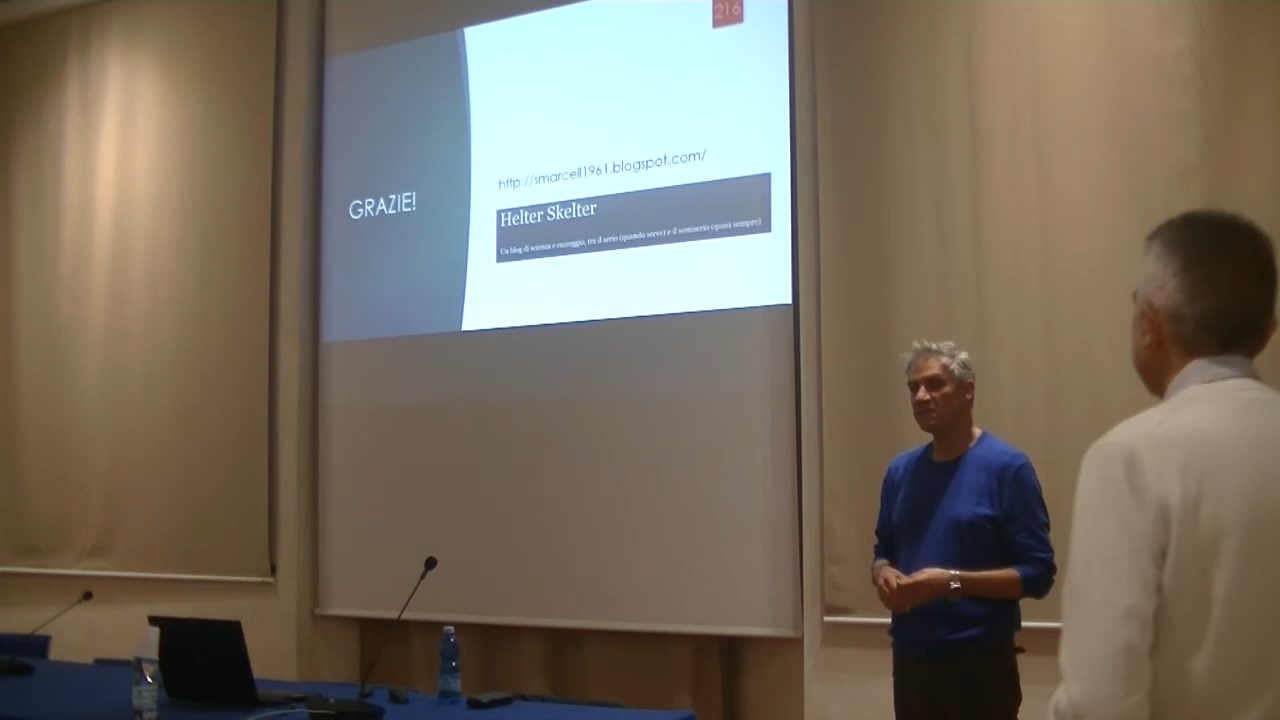 216
GRAZIE!
http://smarcell1961.blogspot.com/
Helter Skelter
Un blog di scienza e cazzeggio, tra il serio (quando serve) e il semiserio (quasi sempre)